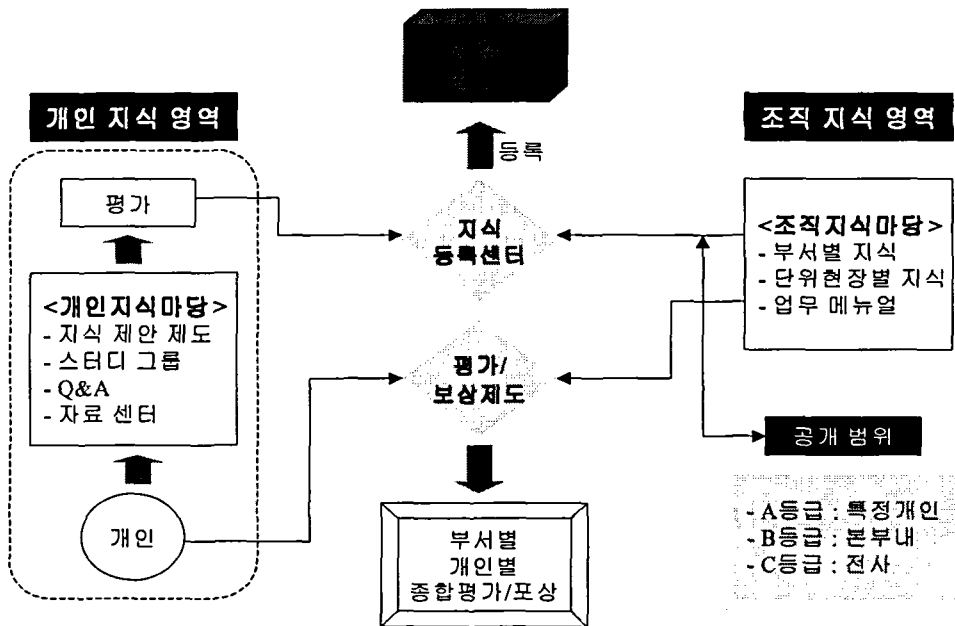 등록
개인 지식 영역
조직 지식 영역
평가
지식
등록센터
<개인지식마당>
- 지식 제안 제도
- 스터디 그룹
- Q&A
- 자료 센터
<조직지식마당>
- 부서별 지식
- 단위현장별 지식
- 업무 메뉴얼
평가/
보상제도
공개 범위
개인
부서별
개인별
종합평가/포상
- A등급 : 특정개인
- B등급 : 본부내
- C등급 : 전사